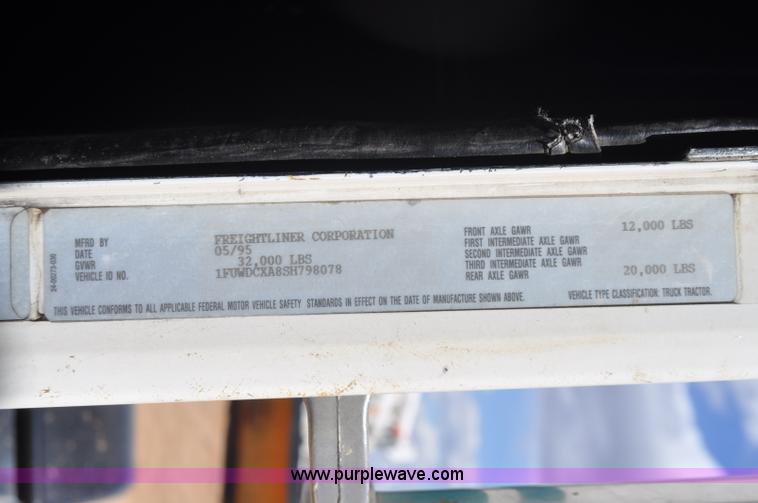 MFRD BY FREIGHTLINER CORPORATION
DATE 05/95
GVWR 32,000 LBS
VEHICLE ID NO. 1FUWDCXA8SH798078
FRONT AXLE GAWR 12,000 LBS
FIRST INTERMEDIATE AXLE GAWR
SECOND INTERMEDIATE AXLE GAWR
THIRD INTERMEDIATE AXLE GAWR
REAR AXLE GAWR 20,000 LBS
THIS VEHICLE CONFORMS TO ALL APPLICABLE FEDERAL MOTOR VEHICLE SAFETY STANDARDS IN EFFECT ON THE DATE OF MANUFACTURE SHOWN ABOVE. VEHICLE TYPE CLASSIFICATION: TRUCK TRACTOR.
www.purplewave.com